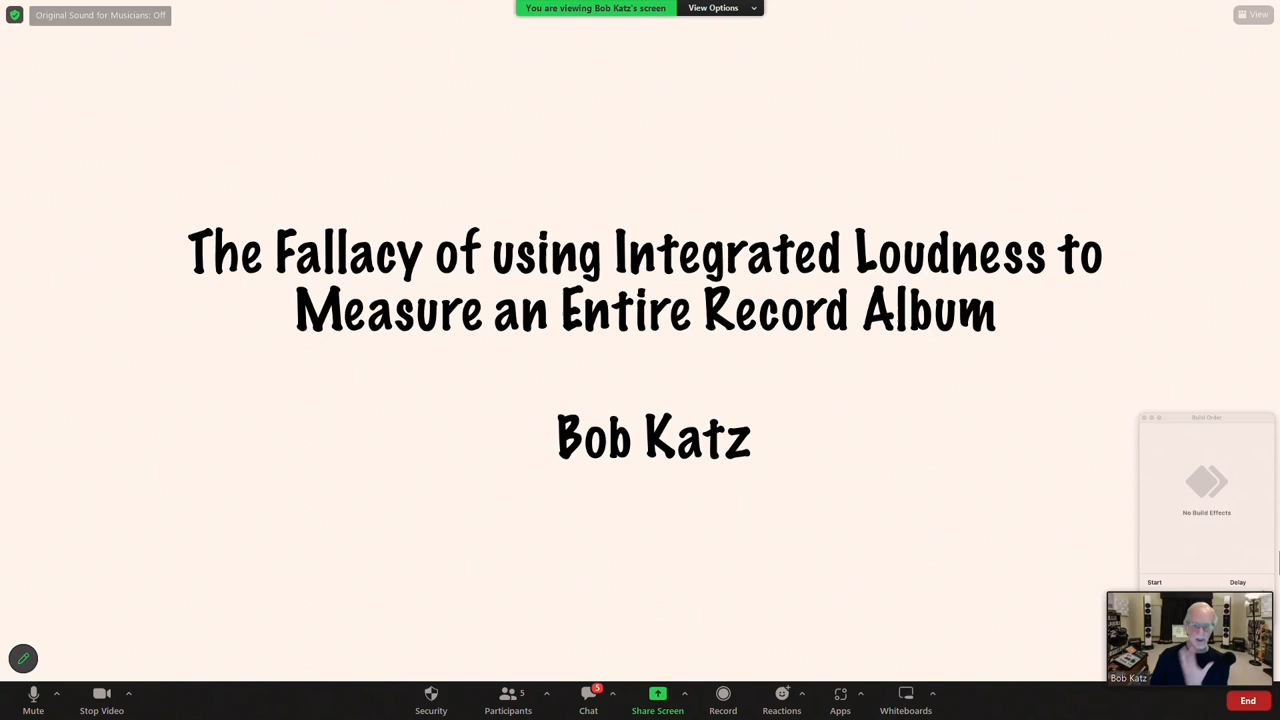 Original Sound for Musicians: Off
You are viewing Bob Katz's screen
View Options
View
The Fallacy of using Integrated Loudness to
Measure an Entire Record Album
Bob Katz
Build Order
No Build Effects
Start
Delay
Bob Katz
Mute
Stop Video
Security
5
Participants
5
Chat
Share Screen
Record
Reactions
Apps
Whiteboards
End